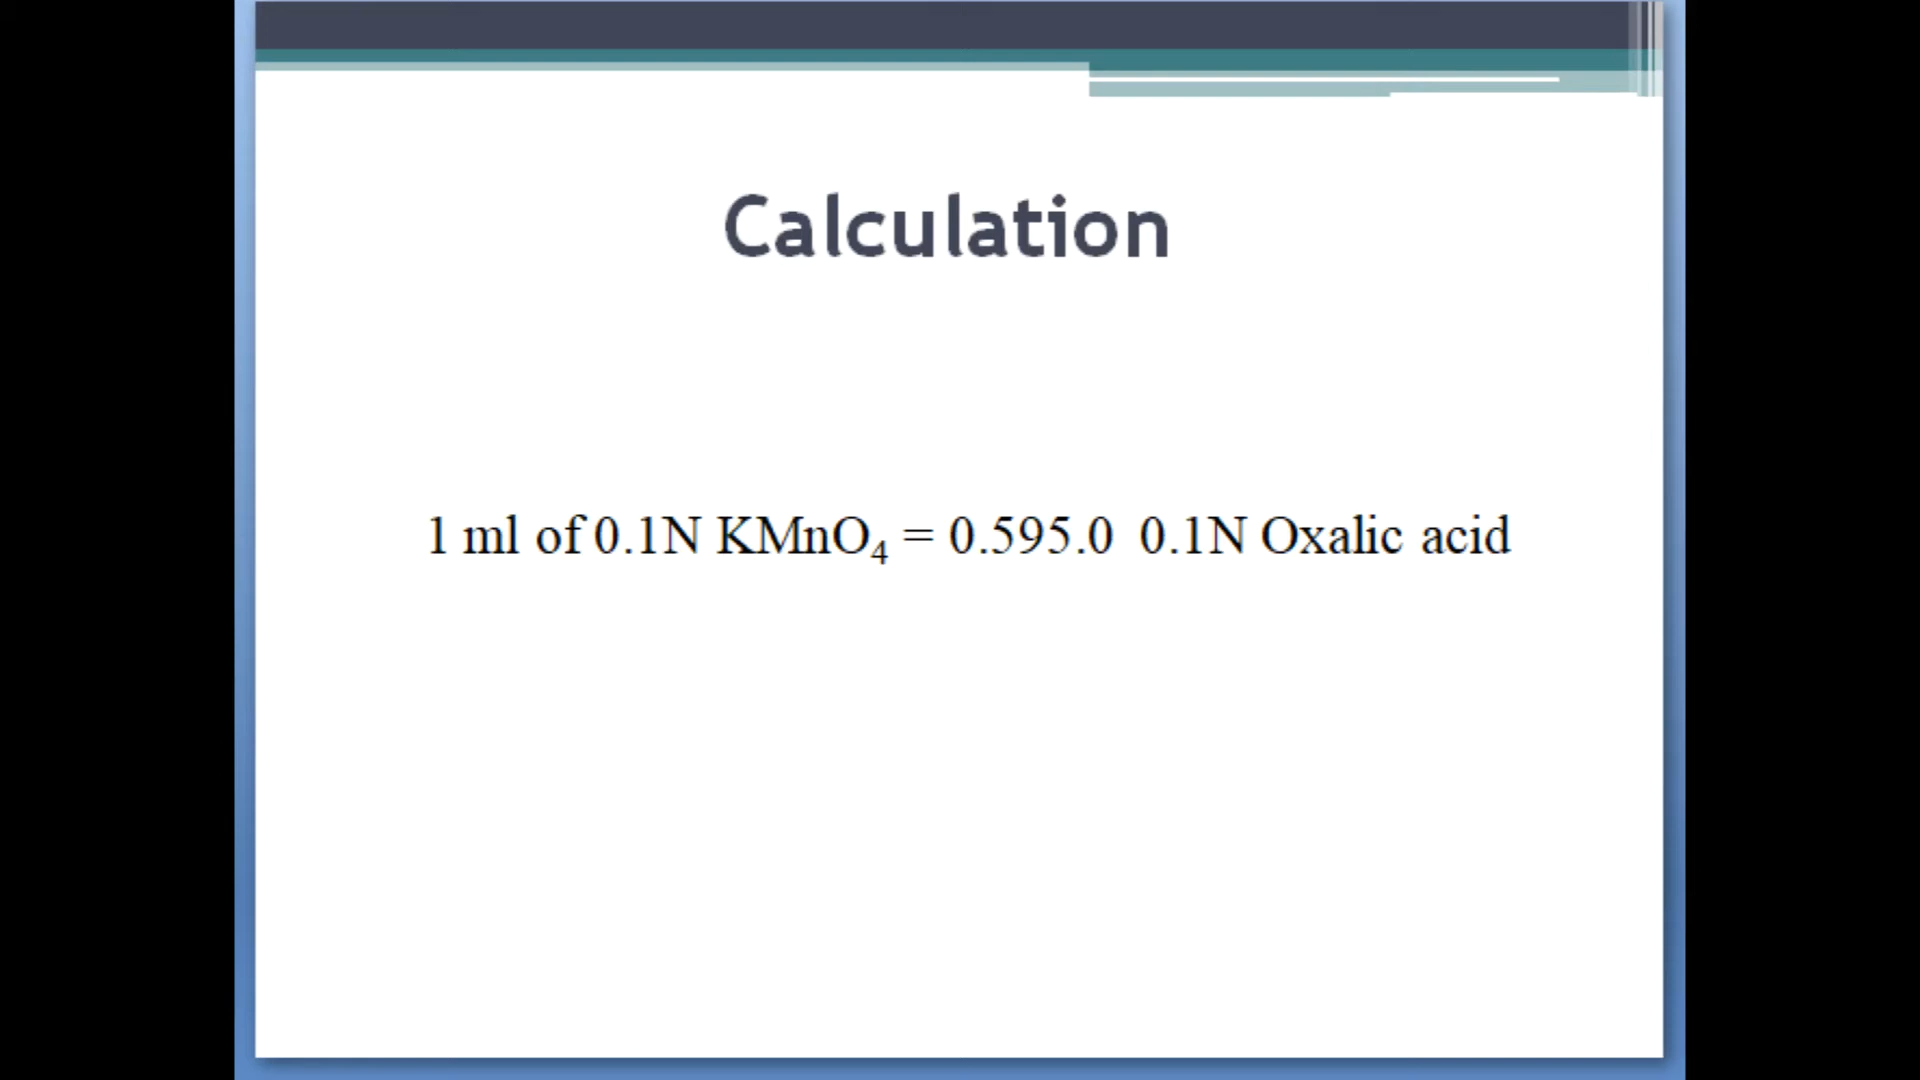 Calculation
1 ml of 0.1N KMnO₄ = 0.595.0 0.1N Oxalic acid